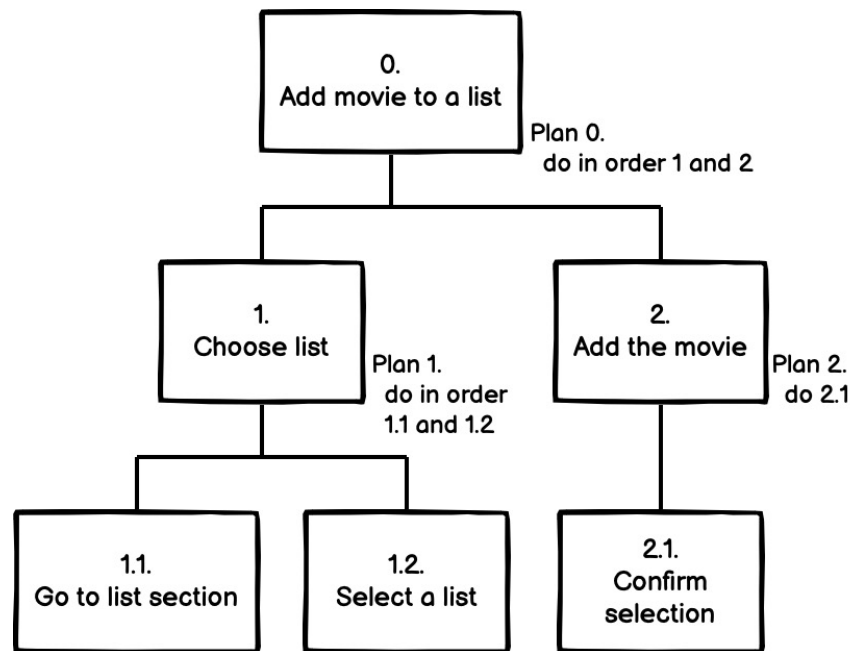 0.
Add movie to a list
Plan 0.
do in order 1 and 2
1.
Choose list
Plan 1.
do in order
1.1 and 1.2
2.
Add the movie
Plan 2.
do 2.1
1.1.
Go to list section
1.2.
Select a list
2.1.
Confirm
selection